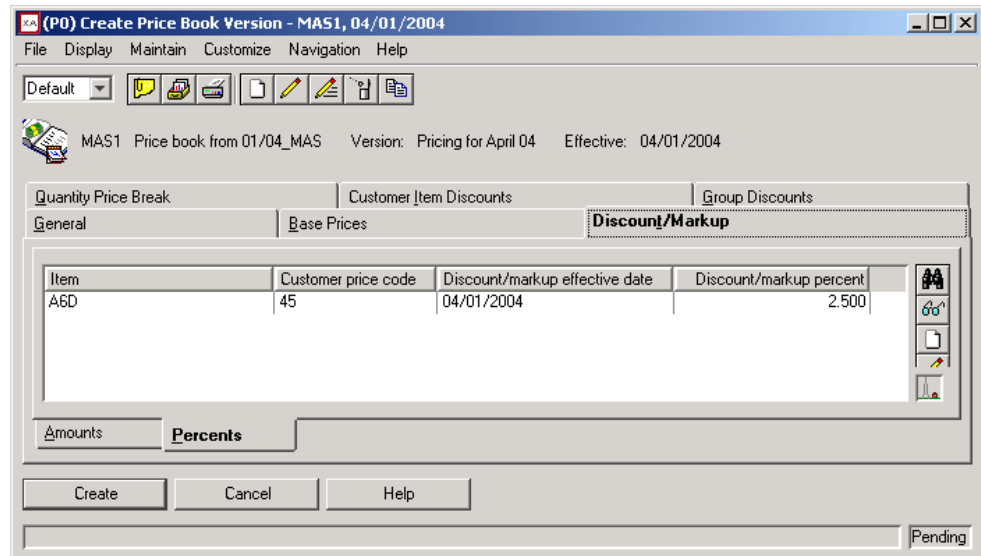 XA (P0) Create Price Book Version - MAS1, 04/01/2004
File Display Maintain Customize Navigation Help
Default
MAS1 Price book from 01/04_MAS Version: Pricing for April 04 Effective: 04/01/2004
Quantity Price Break Customer Item Discounts Group Discounts
General Base Prices Discount/Markup
Item Customer price code Discount/markup effective date Discount/markup percent
A6D 45 04/01/2004 2.500
Amounts Percents
Create Cancel Help
Pending